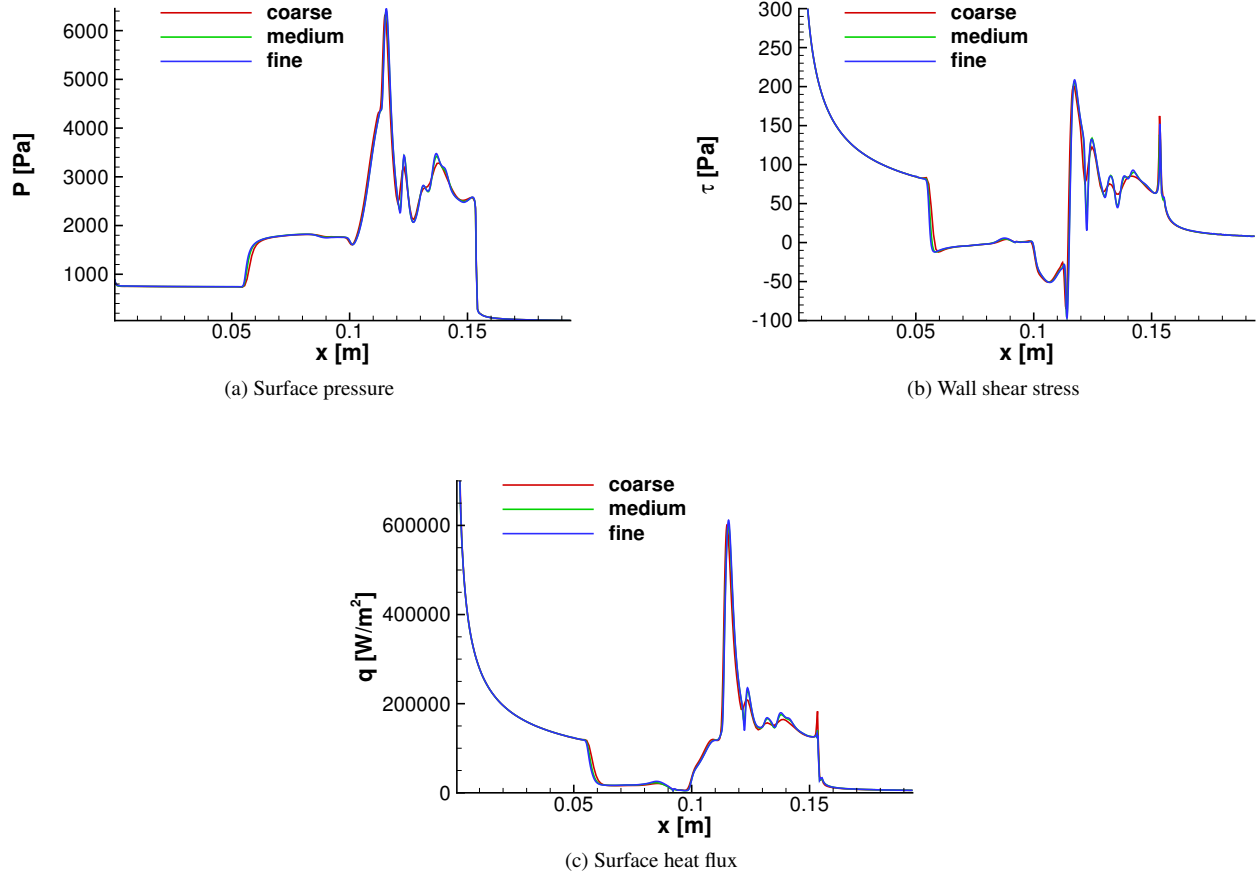 coarse
medium
fine
6000
5000
4000
3000
2000
1000
P [Pa]
0.05
0.1
0.15
x [m]
(a) Surface pressure
coarse
medium
fine
300
250
200
150
100
50
0
-50
-100
τ [Pa]
0.05
0.1
0.15
x [m]
(b) Wall shear stress
coarse
medium
fine
600000
400000
200000
0
q [W/m²]
0.05
0.1
0.15
x [m]
(c) Surface heat flux